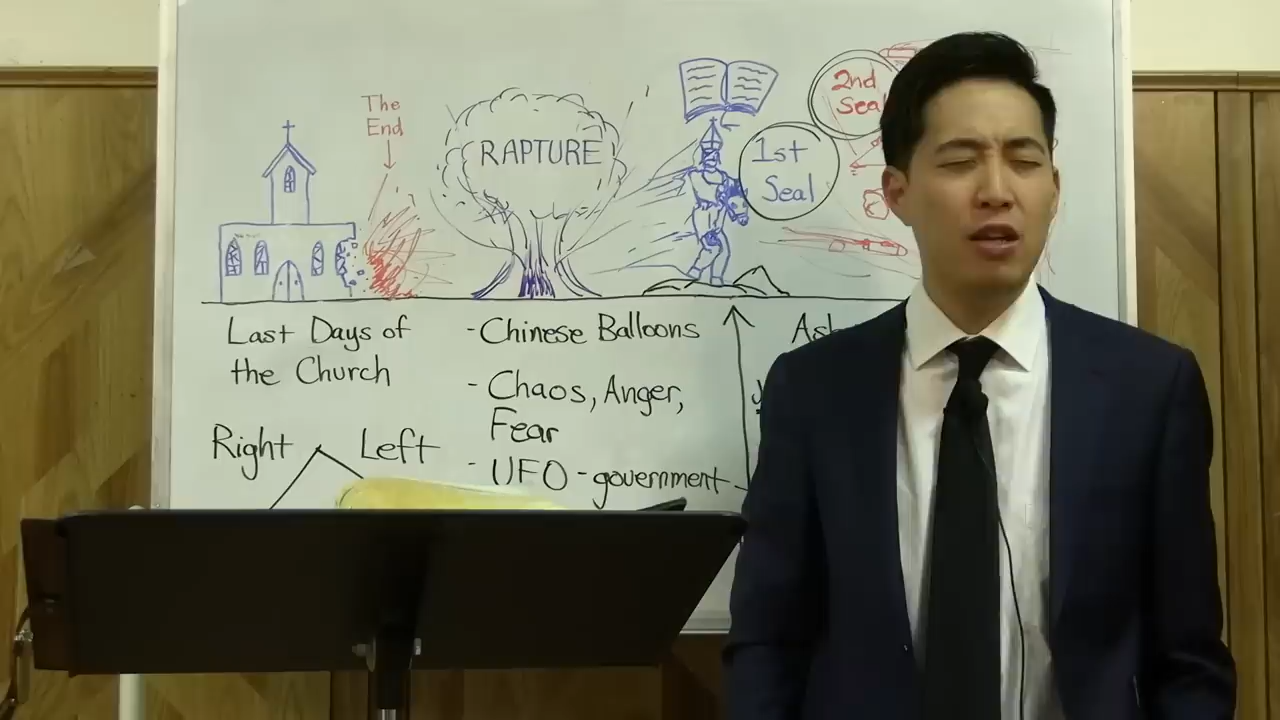 The
End
RAPTURE
1st
Seal
2nd
Last Days of
the Church
Right
Left
- Chinese Balloons
- Chaos, Anger,
Fear
- UFO - government